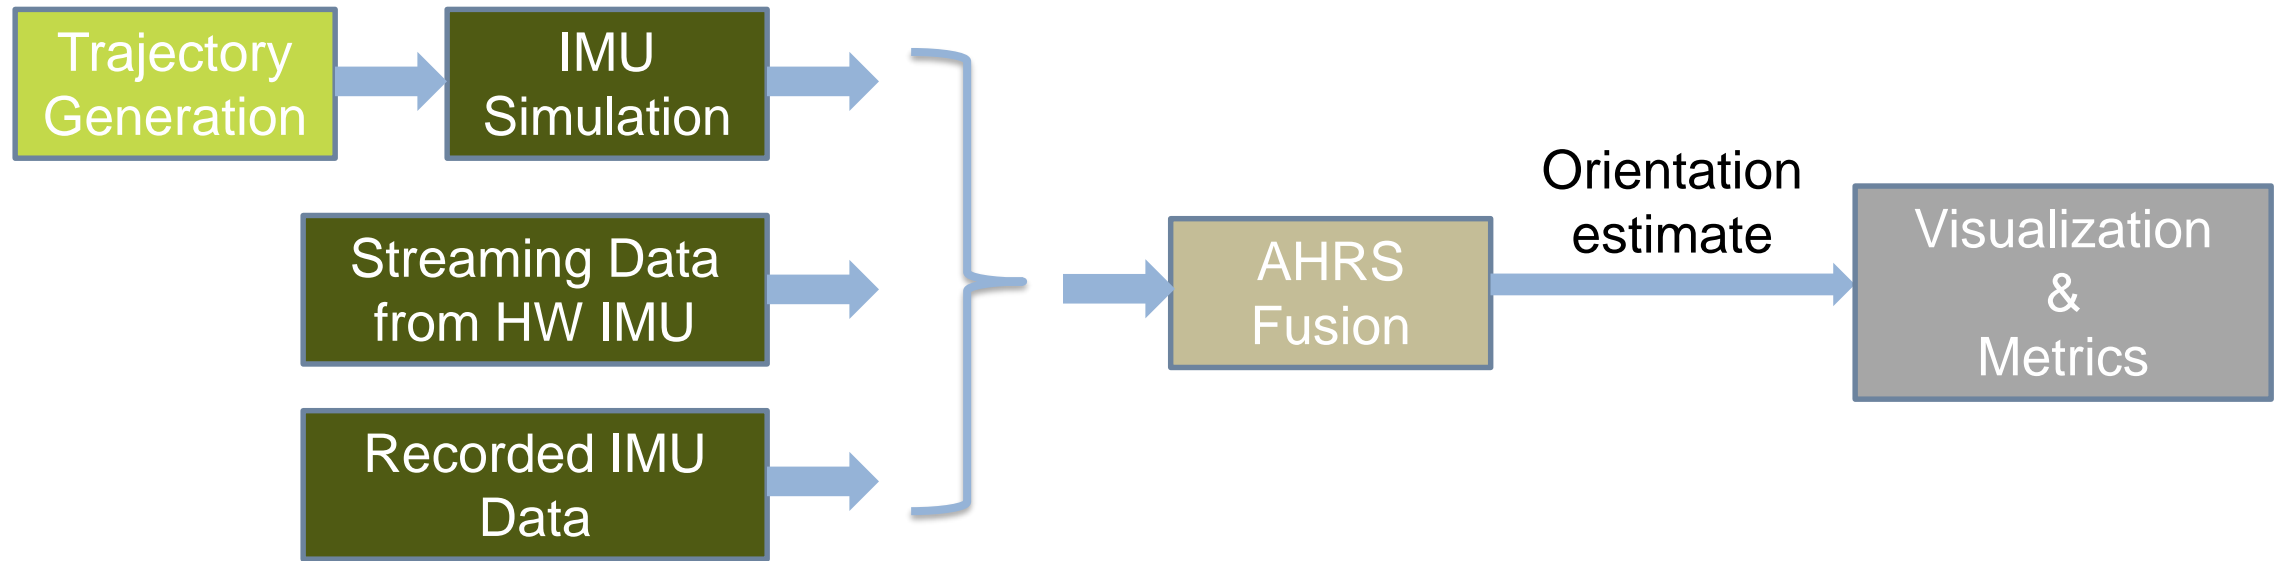 Trajectory
Generation
IMU
Simulation
Streaming Data
from HW IMU
Recorded IMU
Data
AHRS
Fusion
Orientation
estimate
Visualization
&
Metrics